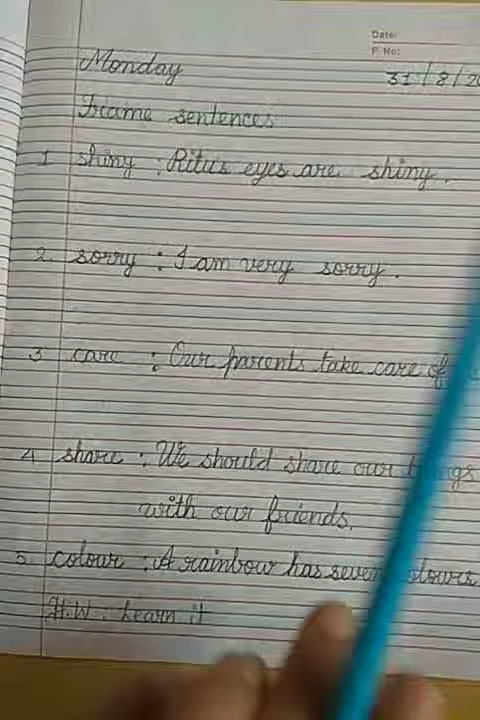 Date:
P. No:
Monday 31/8/20
Frame sentences
1 shiny : Ritu's eyes are shiny.
2. sorry : I am very sorry.
3 care : Our parents take care of
4 share : We should share our things
with our friends.
5. colour : A rainbow has seven colours
H.W : Learn it